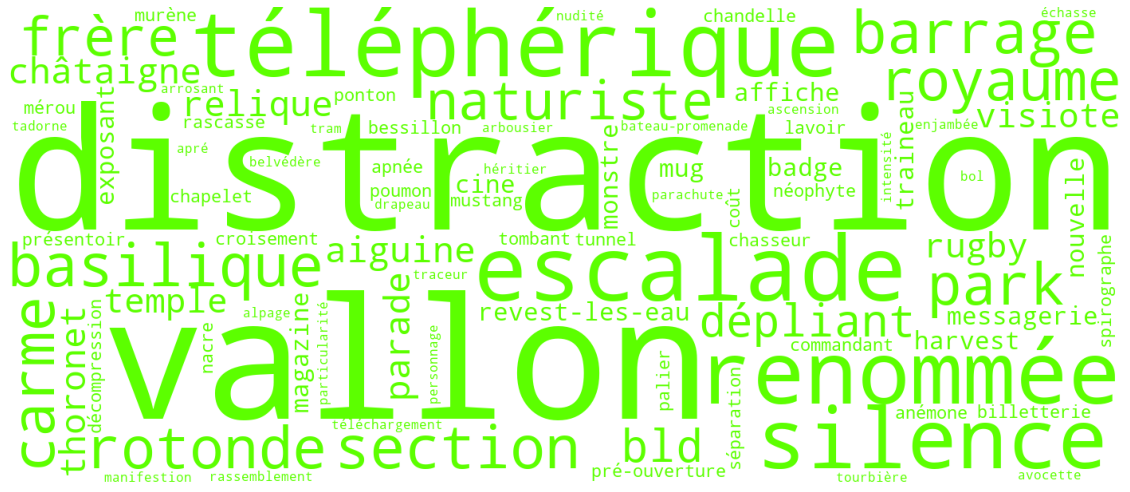 murène
nudité
chandelle
échasse
frère
téléphérique
barrage
châtaigne
arrosant
relique
ponton
naturiste
affiche
royaume
mérou
exposant
rascasse
bessillon
arbousier
bateau-promenade
ascension
lavoir
traineau
visiote
tadorne
tram
enjambée
distraction
apré
belvédère
apnée
héritier
monstre
mug
badge
intensité
bol
chapelet
poumon
cine
mustang
drapeau
parachute
coût
néophyte
nouvelle
présentoir
croisement
aiguine
tombant
tunnel
chasseur
rugby
spirographe
basilique
traceur
escalade
park
temple
parade
revest-les-eau
dépliant
messagerie
carme
thoronet
décompression
vallon
nacre
alpage
magazine
particularité
personnage
palier
commandant
harvest
renommée
séparation
téléchargement
anémone
billetterie
rotonde
section
bld
silence
manifestion
rassemblement
pré-ouverture
tourbière
avocette